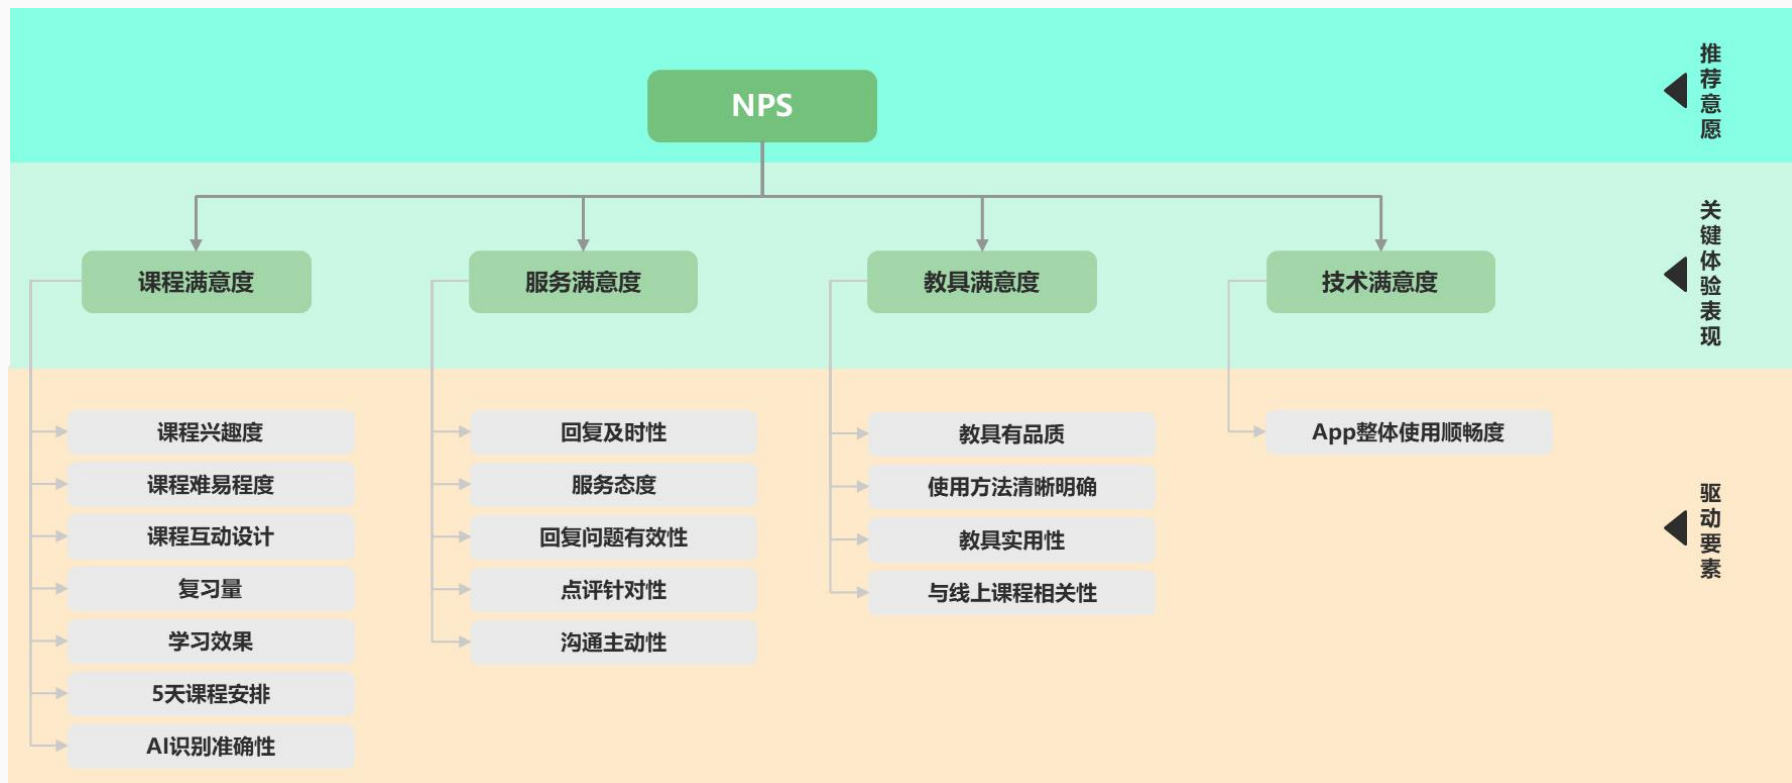 NPS
推荐意愿
课程满意度
服务满意度
教具满意度
技术满意度
关键体验表现
课程兴趣度
课程难易程度
课程互动设计
复习量
学习效果
5天课程安排
AI识别准确性
回复及时性
服务态度
回复问题有效性
点评针对性
沟通主动性
教具有品质
使用方法清晰明确
教具实用性
与线上课程相关性
App整体使用顺畅度
驱动要素